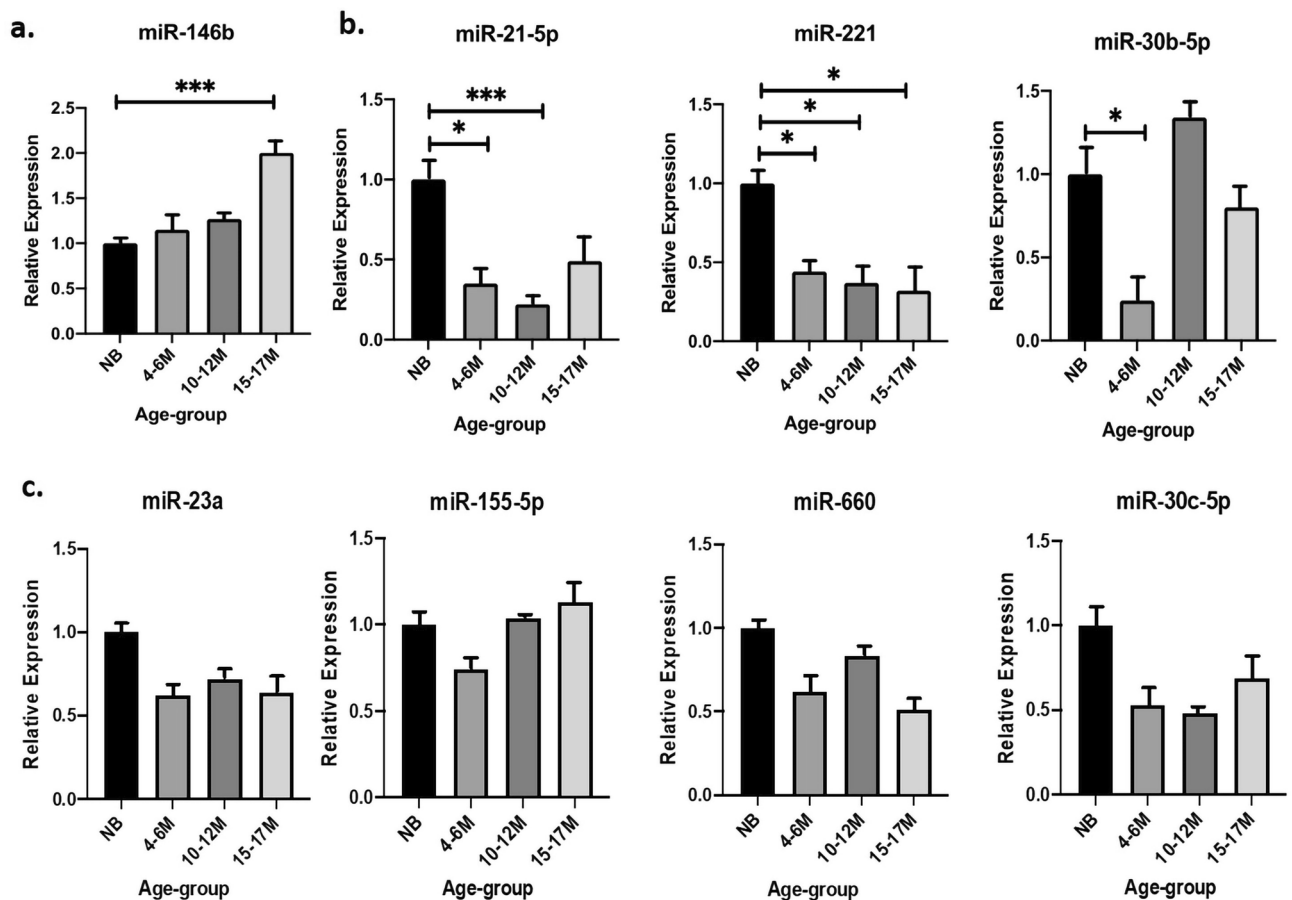 a.
miR-146b
***
Relative Expression
2.5
2.0
1.5
1.0
0.5
0.0
NB
4-6M
10-12M
15-17M
Age-group
b.
miR-21-5p
***
*
Relative Expression
1.5
1.0
0.5
0.0
NB
4-6M
10-12M
15-17M
Age-group
miR-221
*
*
*
Relative Expression
1.5
1.0
0.5
0.0
NB
4-6M
10-12M
15-17M
Age-group
miR-30b-5p
*
Relative Expression
1.5
1.0
0.5
0.0
NB
4-6M
10-12M
15-17M
Age-group
c.
miR-23a
Relative Expression
1.5
1.0
0.5
0.0
NB
4-6M
10-12M
15-17M
Age-group
miR-155-5p
Relative Expression
1.5
1.0
0.5
0.0
NB
4-6M
10-12M
15-17M
Age-group
miR-660
Relative Expression
1.5
1.0
0.5
0.0
NB
4-6M
10-12M
15-17M
Age-group
miR-30c-5p
Relative Expression
1.5
1.0
0.5
0.0
NB
4-6M
10-12M
15-17M
Age-group